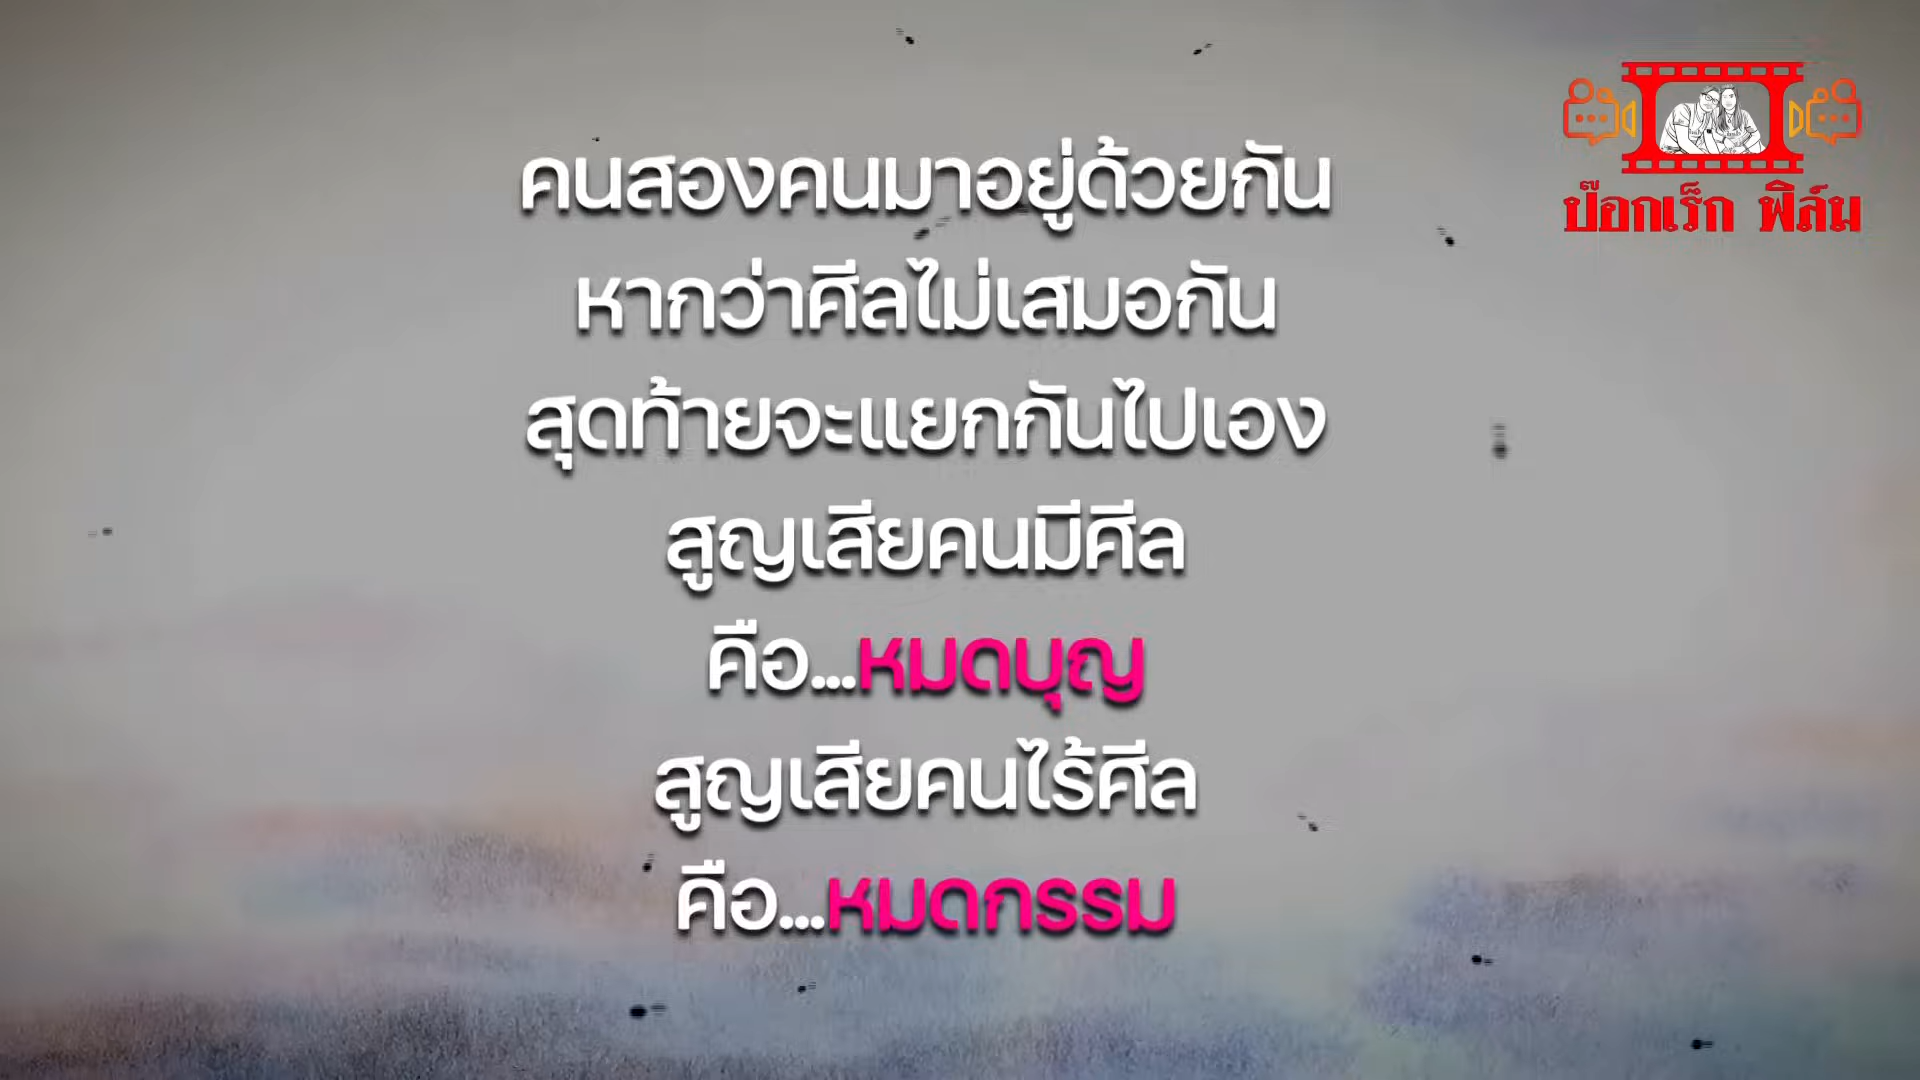 คนสองคนมาอยู่ด้วยกัน
หากว่าศีลไม่เสมอกัน
สุดท้ายจะแยกกันไปเอง
สูญเสียคนมีศีล
คือ...หมดบุญ
สูญเสียคนไร้ศีล
คือ...หมดกรรม
ป๊อกเร็ก ฟิล์ม